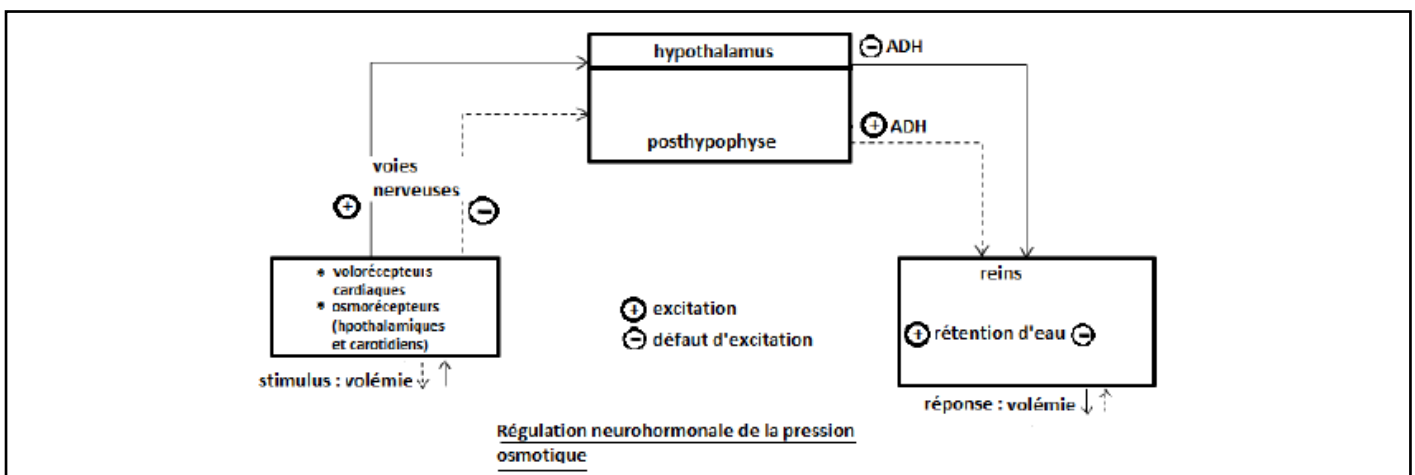 hypothalamus
⊖ ADH
⊕ ADH
posthypophyse
voies
nerveuses
⊕
⊖
* volorécepteurs
cardiaques
* osmorécepteurs
(hpothalamiques
et carotidiens)
stimulus : volémie ↓ ↑
⊕ excitation
⊖ défaut d'excitation
reins
⊕ rétention d'eau ⊖
réponse : volémie ↓ ↑
Régulation neurohormonale de la pression
osmotique